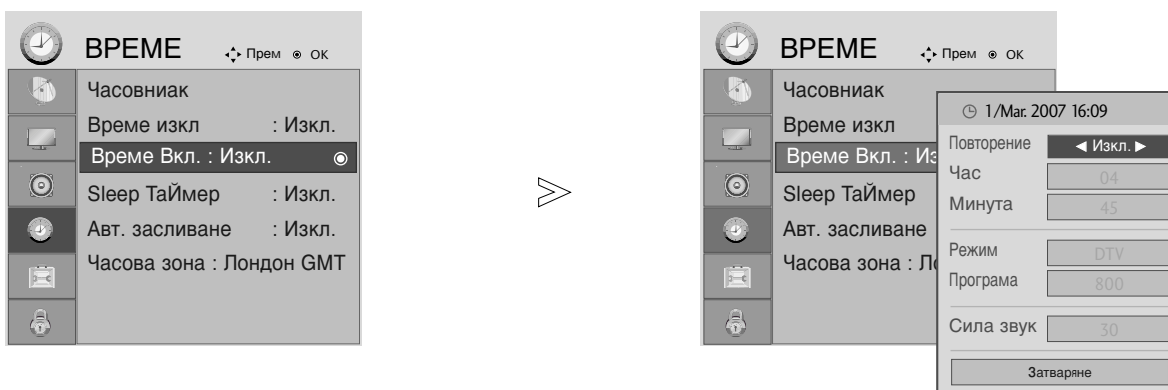 ВРЕМЕ Прем ОК
Часовниак
Време изкл : Изкл.
Време Вкл. : Изкл.
Sleep ТаЙмер : Изкл.
Авт. засливане : Изкл.
Часова зона : Лондон GMT
ВРЕМЕ Прем ОК
Часовниак
Време изкл
Време Вкл. : Из
Sleep ТаЙмер
Авт. засливане
Часова зона : Ло
1/Mar. 2007 16:09
Повторение ◄ Изкл. ►
Час 04
Минута 45
Режим DTV
Програма 800
Сила звук 30
Затваряне